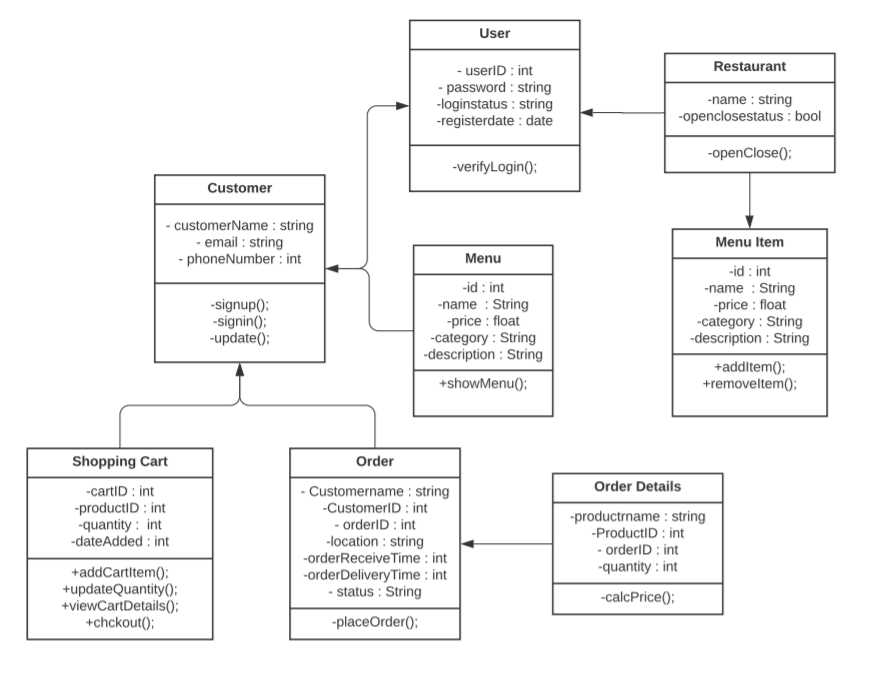 User
- userID : int
- password : string
-loginstatus : string
-registerdate : date
-verifyLogin();
Restaurant
-name : string
-openclosestatus : bool
-openClose();
Customer
- customerName : string
- email : string
- phoneNumber : int
-signup();
-signin();
-update();
Menu
-id : int
-name : String
-price : float
-category : String
-description : String
+showMenu();
Menu Item
-id : int
-name : String
-price : float
-category : String
-description : String
+addItem();
+removeItem();
Shopping Cart
-cartID : int
-productID : int
-quantity : int
-dateAdded : int
+addCartItem();
+updateQuantity();
+viewCartDetails();
+chckout();
Order
- Customername : string
-CustomerID : int
- orderID : int
-location : string
-orderReceiveTime : int
-orderDeliveryTime : int
- status : String
-placeOrder();
Order Details
-productrname : string
-ProductID : int
- orderID : int
-quantity : int
-calcPrice();